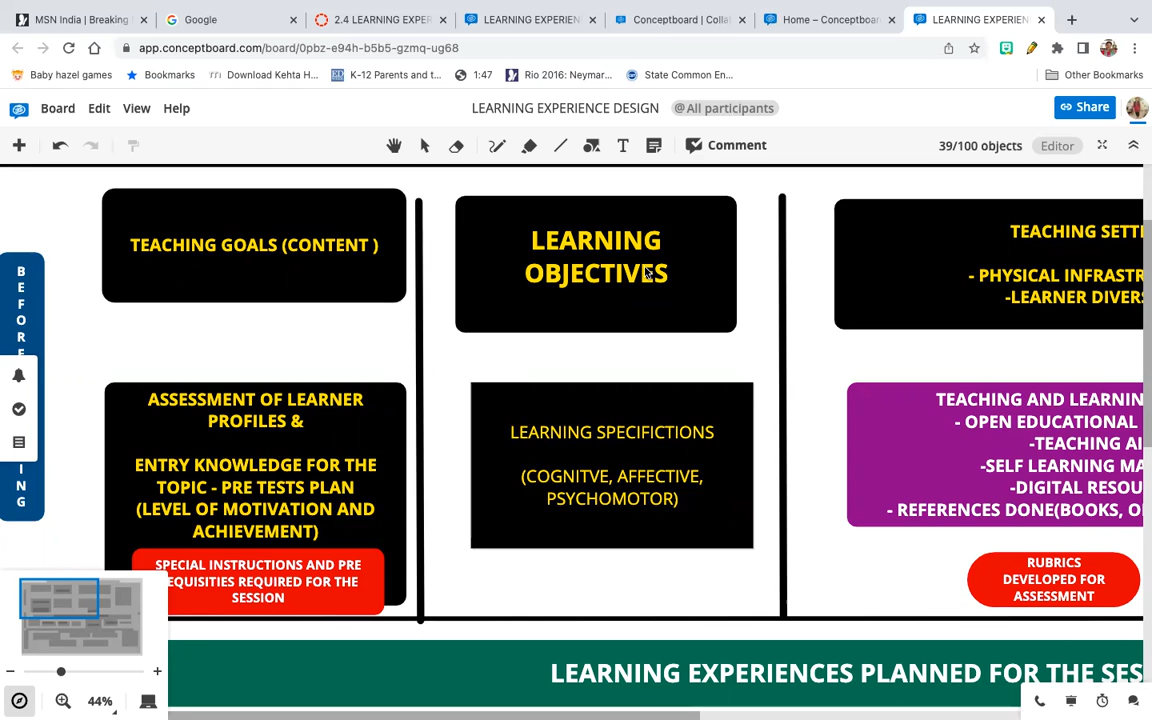 MSN India | Breaking
Google
2.4 LEARNING EXPER
LEARNING EXPERIEN
Conceptboard | Colla
Home – Conceptboar
LEARNING EXPERIEN
app.conceptboard.com/board/0pbz-e94h-b5b5-gzmq-ug68
Baby hazel games
Bookmarks
Download Kehta H...
K-12 Parents and t...
1:47
Rio 2016: Neymar...
State Common En...
Other Bookmarks
Board
Edit
View
Help
LEARNING EXPERIENCE DESIGN
@All participants
Share
Comment
39/100 objects
Editor
TEACHING GOALS (CONTENT )
LEARNING
OBJECTIVES
TEACHING SETT
- PHYSICAL INFRASTR
-LEARNER DIVERS
B
E
F
O
R
E
I
N
G
ASSESSMENT OF LEARNER
PROFILES &
ENTRY KNOWLEDGE FOR THE
TOPIC - PRE TESTS PLAN
(LEVEL OF MOTIVATION AND
ACHIEVEMENT)
SPECIAL INSTRUCTIONS AND PRE
EQUISITIES REQUIRED FOR THE
SESSION
LEARNING SPECIFICTIONS
(COGNITVE, AFFECTIVE,
PSYCHOMOTOR)
TEACHING AND LEARNIN
- OPEN EDUCATIONAL
-TEACHING AI
-SELF LEARNING MA
-DIGITAL RESOU
- REFERENCES DONE(BOOKS, O
RUBRICS
DEVELOPED FOR
ASSESSMENT
LEARNING EXPERIENCES PLANNED FOR THE SES
44%